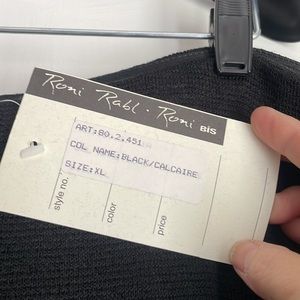 Roni Rabl · Roni BIS
ART:80.2.451
COL NAME:BLACK/CALCAIRE
SIZE:XL
style no.
color
price